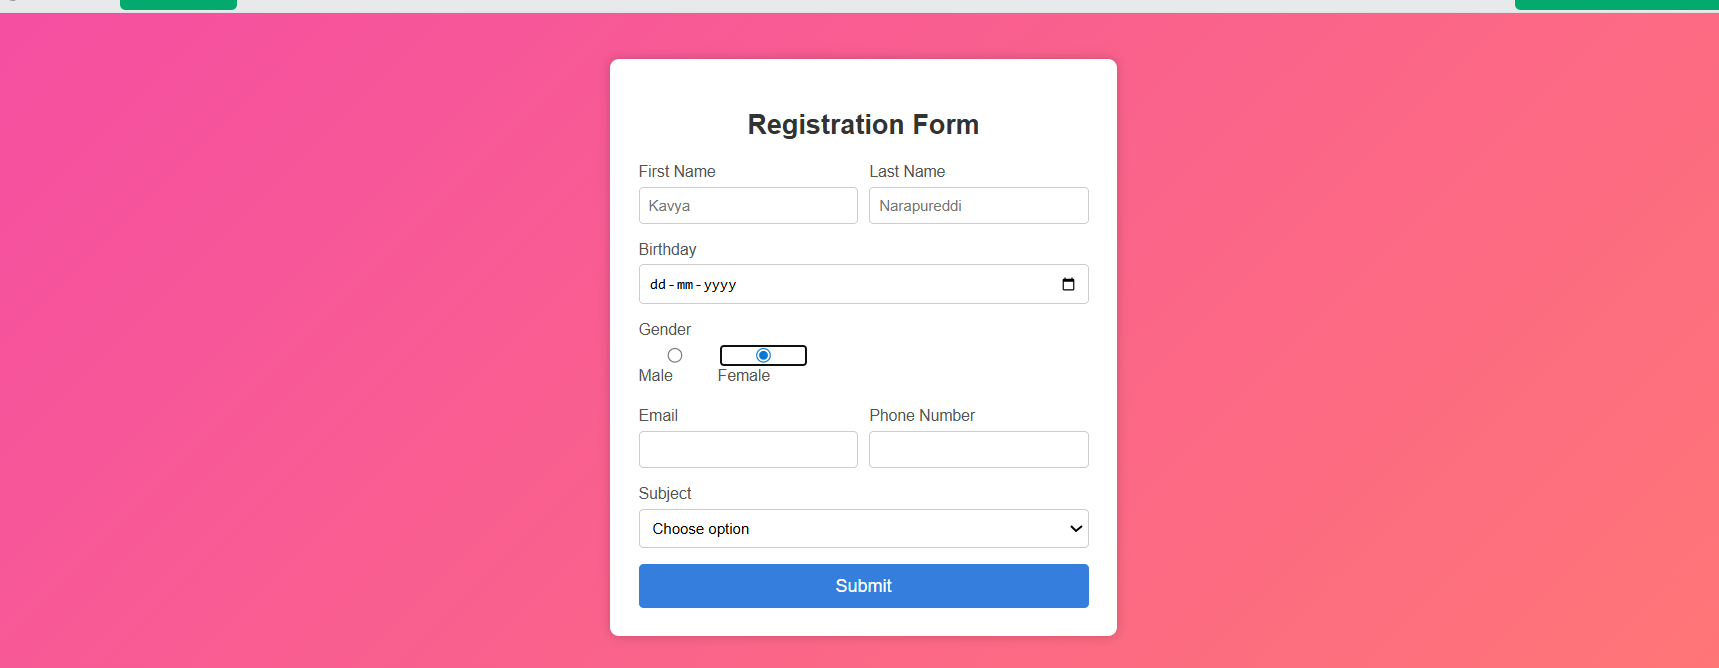 Registration Form
First Name Last Name
Kavya Narapureddi
Birthday
dd-mm-yyyy
Gender
Male Female
Email Phone Number
Subject
Choose option
Submit